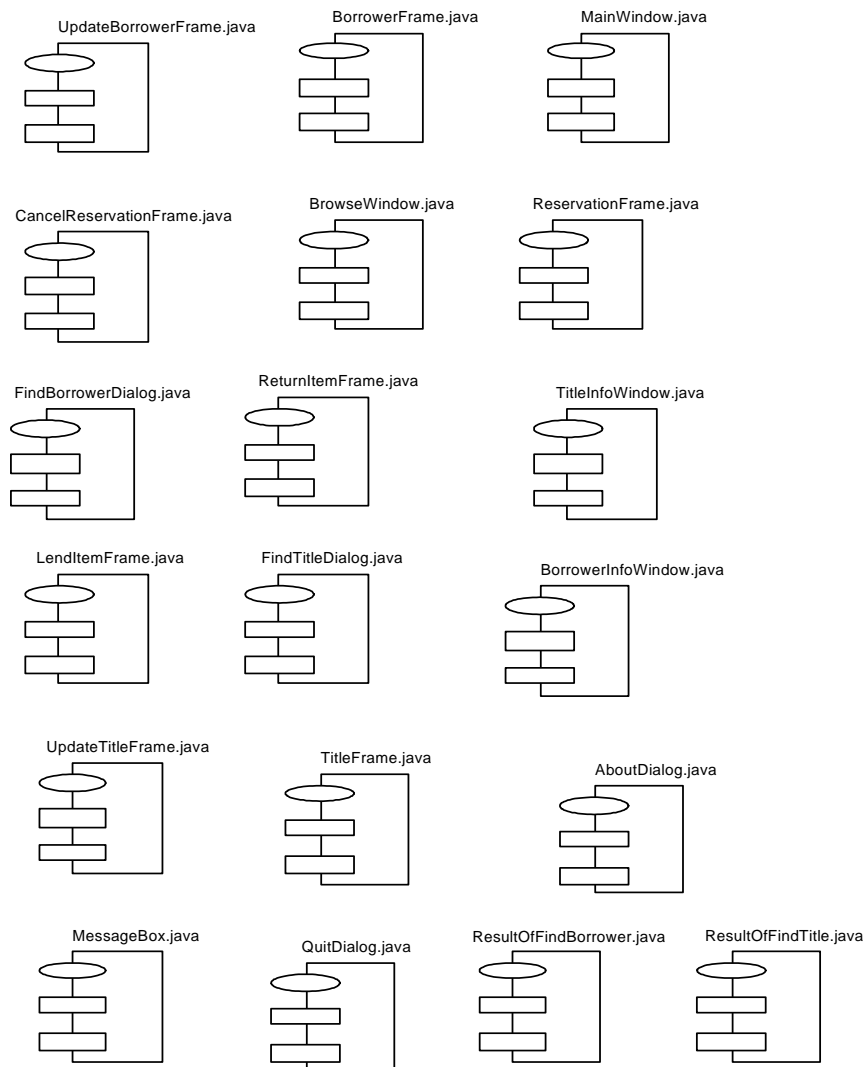 UpdateBorrowerFrame.java
BorrowerFrame.java
MainWindow.java
CancelReservationFrame.java
BrowseWindow.java
ReservationFrame.java
FindBorrowerDialog.java
ReturnItemFrame.java
TitleInfoWindow.java
LendItemFrame.java
FindTitleDialog.java
BorrowerInfoWindow.java
UpdateTitleFrame.java
TitleFrame.java
AboutDialog.java
MessageBox.java
QuitDialog.java
ResultOfFindBorrower.java
ResultOfFindTitle.java